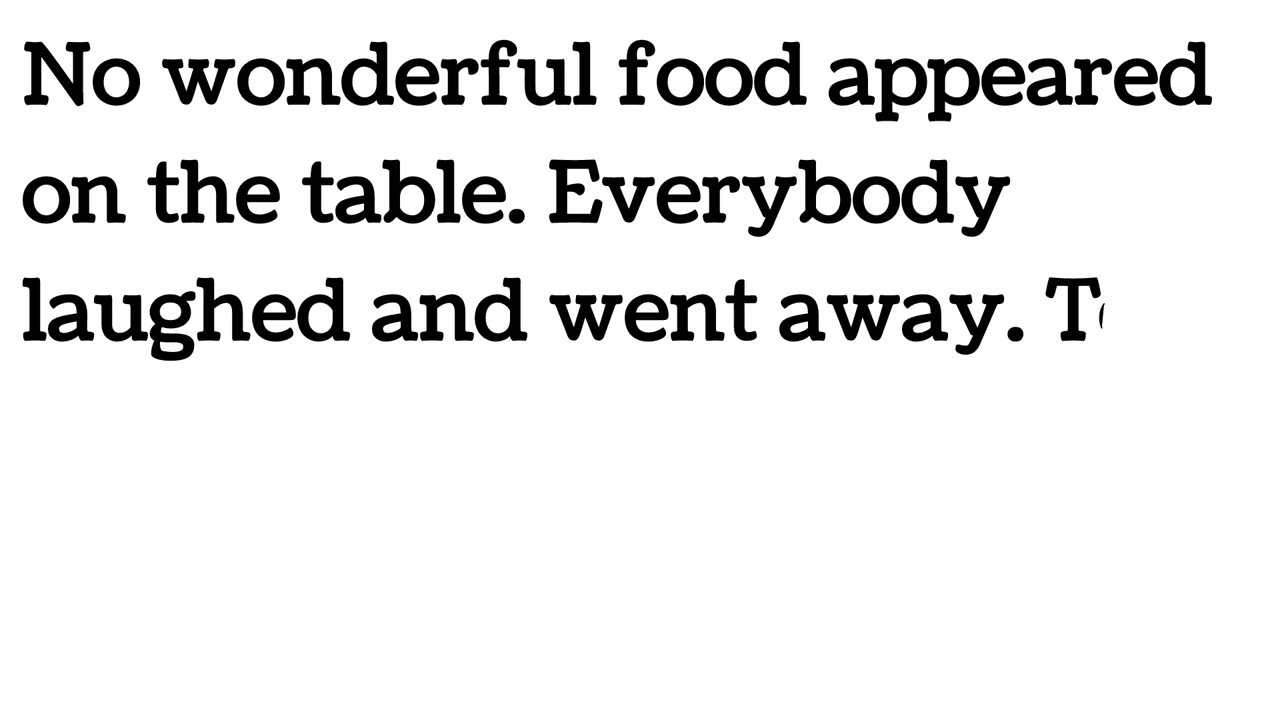 No wonderful food appeared
on the table. Everybody
laughed and went away.